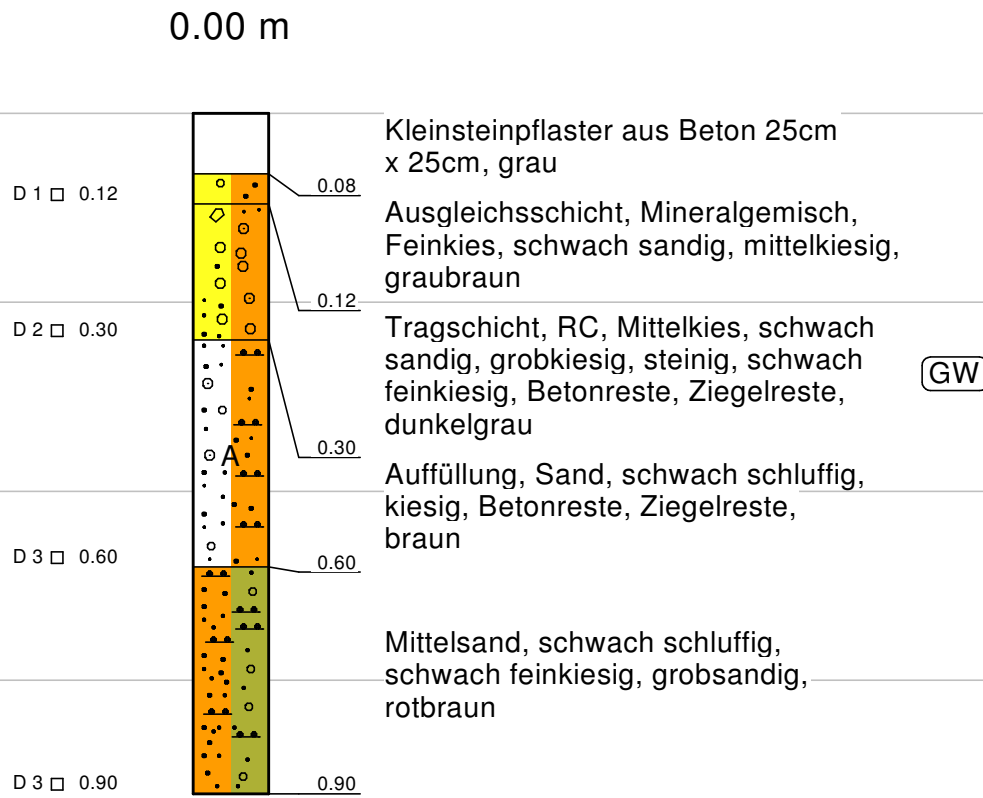 0.00 m
Kleinsteinpflaster aus Beton 25cm
x 25cm, grau
D 1 0.12
0.08
Ausgleichsschicht, Mineralgemisch,
Feinkies, schwach sandig, mittelkiesig,
graubraun
0.12
D 2 0.30
Tragschicht, RC, Mittelkies, schwach
sandig, grobkiesig, steinig, schwach
feinkiesig, Betonreste, Ziegelreste,
dunkelgrau
GW
0.30
A
Auffüllung, Sand, schwach schluffig,
kiesig, Betonreste, Ziegelreste,
braun
D 3 0.60
0.60
Mittelsand, schwach schluffig,
schwach feinkiesig, grobsandig,
rotbraun
D 3 0.90
0.90